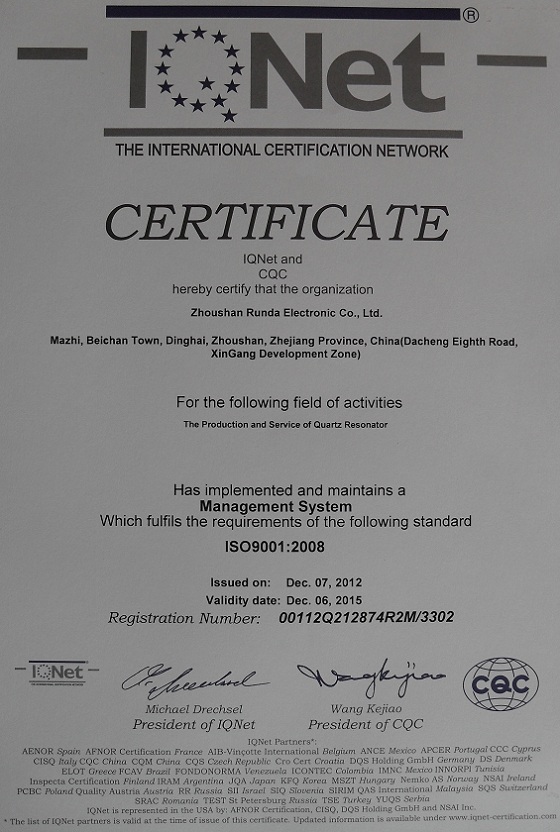 IQNet ®
THE INTERNATIONAL CERTIFICATION NETWORK
CERTIFICATE
IQNet and
CQC
hereby certify that the organization
Zhoushan Runda Electronic Co., Ltd.
Mazhi, Beichan Town, Dinghai, Zhoushan, Zhejiang Province, China(Dacheng Eighth Road,
XinGang Development Zone)
For the following field of activities
The Production and Service of Quartz Resonator
Has implemented and maintains a
Management System
Which fulfils the requirements of the following standard
ISO9001:2008
Issued on: Dec. 07, 2012
Validity date: Dec. 06, 2015
Registration Number: 00112Q212874R2M/3302
IQNet
CQC
Michael Drechsel
Wang Kejiao
President of IQNet
President of CQC
IQNet Partners*:
AENOR Spain AFNOR Certification France AIB-Vinçotte International Belgium ANCE Mexico APCER Portugal CCC Cyprus
CISQ Italy CQC China CQM China CQS Czech Republic Cro Cert Croatia DQS Holding GmbH Germany DS Denmark
ELOT Greece FCAV Brazil FONDONORMA Venezuela ICONTEC Colombia IMNC Mexico INNORPI Tunisia
Inspecta Certification Finland IRAM Argentina JQA Japan KFQ Korea MSZT Hungary Nemko AS Norway NSAI Ireland
PCBC Poland Quality Austria Austria RR Russia SII Israel SIQ Slovenia SIRIM QAS International Malaysia SQS Switzerland
SRAC Romania TEST St Petersburg Russia TSE Turkey YUQS Serbia
IQNet is represented in the USA by: AFNOR Certification, CISQ, DQS Holding GmbH and NSAI Inc.
* The list of IQNet partners is valid at the time of issue of this certificate. Updated information is available under www.iqnet-certification.com